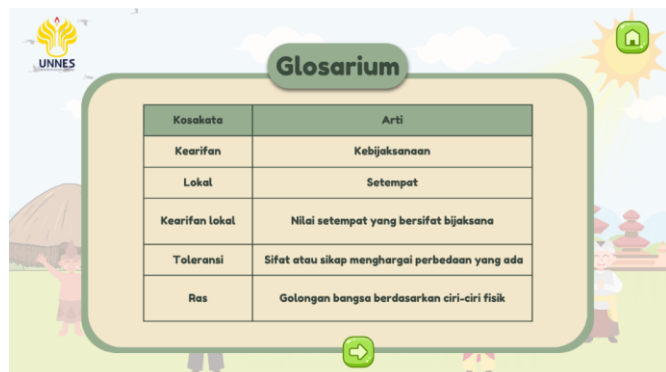 UNNES
Glosarium
Kosakata Arti
Kearifan Kebijaksanaan
Lokal Setempat
Kearifan lokal Nilai setempat yang bersifat bijaksana
Toleransi Sifat atau sikap menghargai perbedaan yang ada
Ras Golongan bangsa berdasarkan ciri-ciri fisik